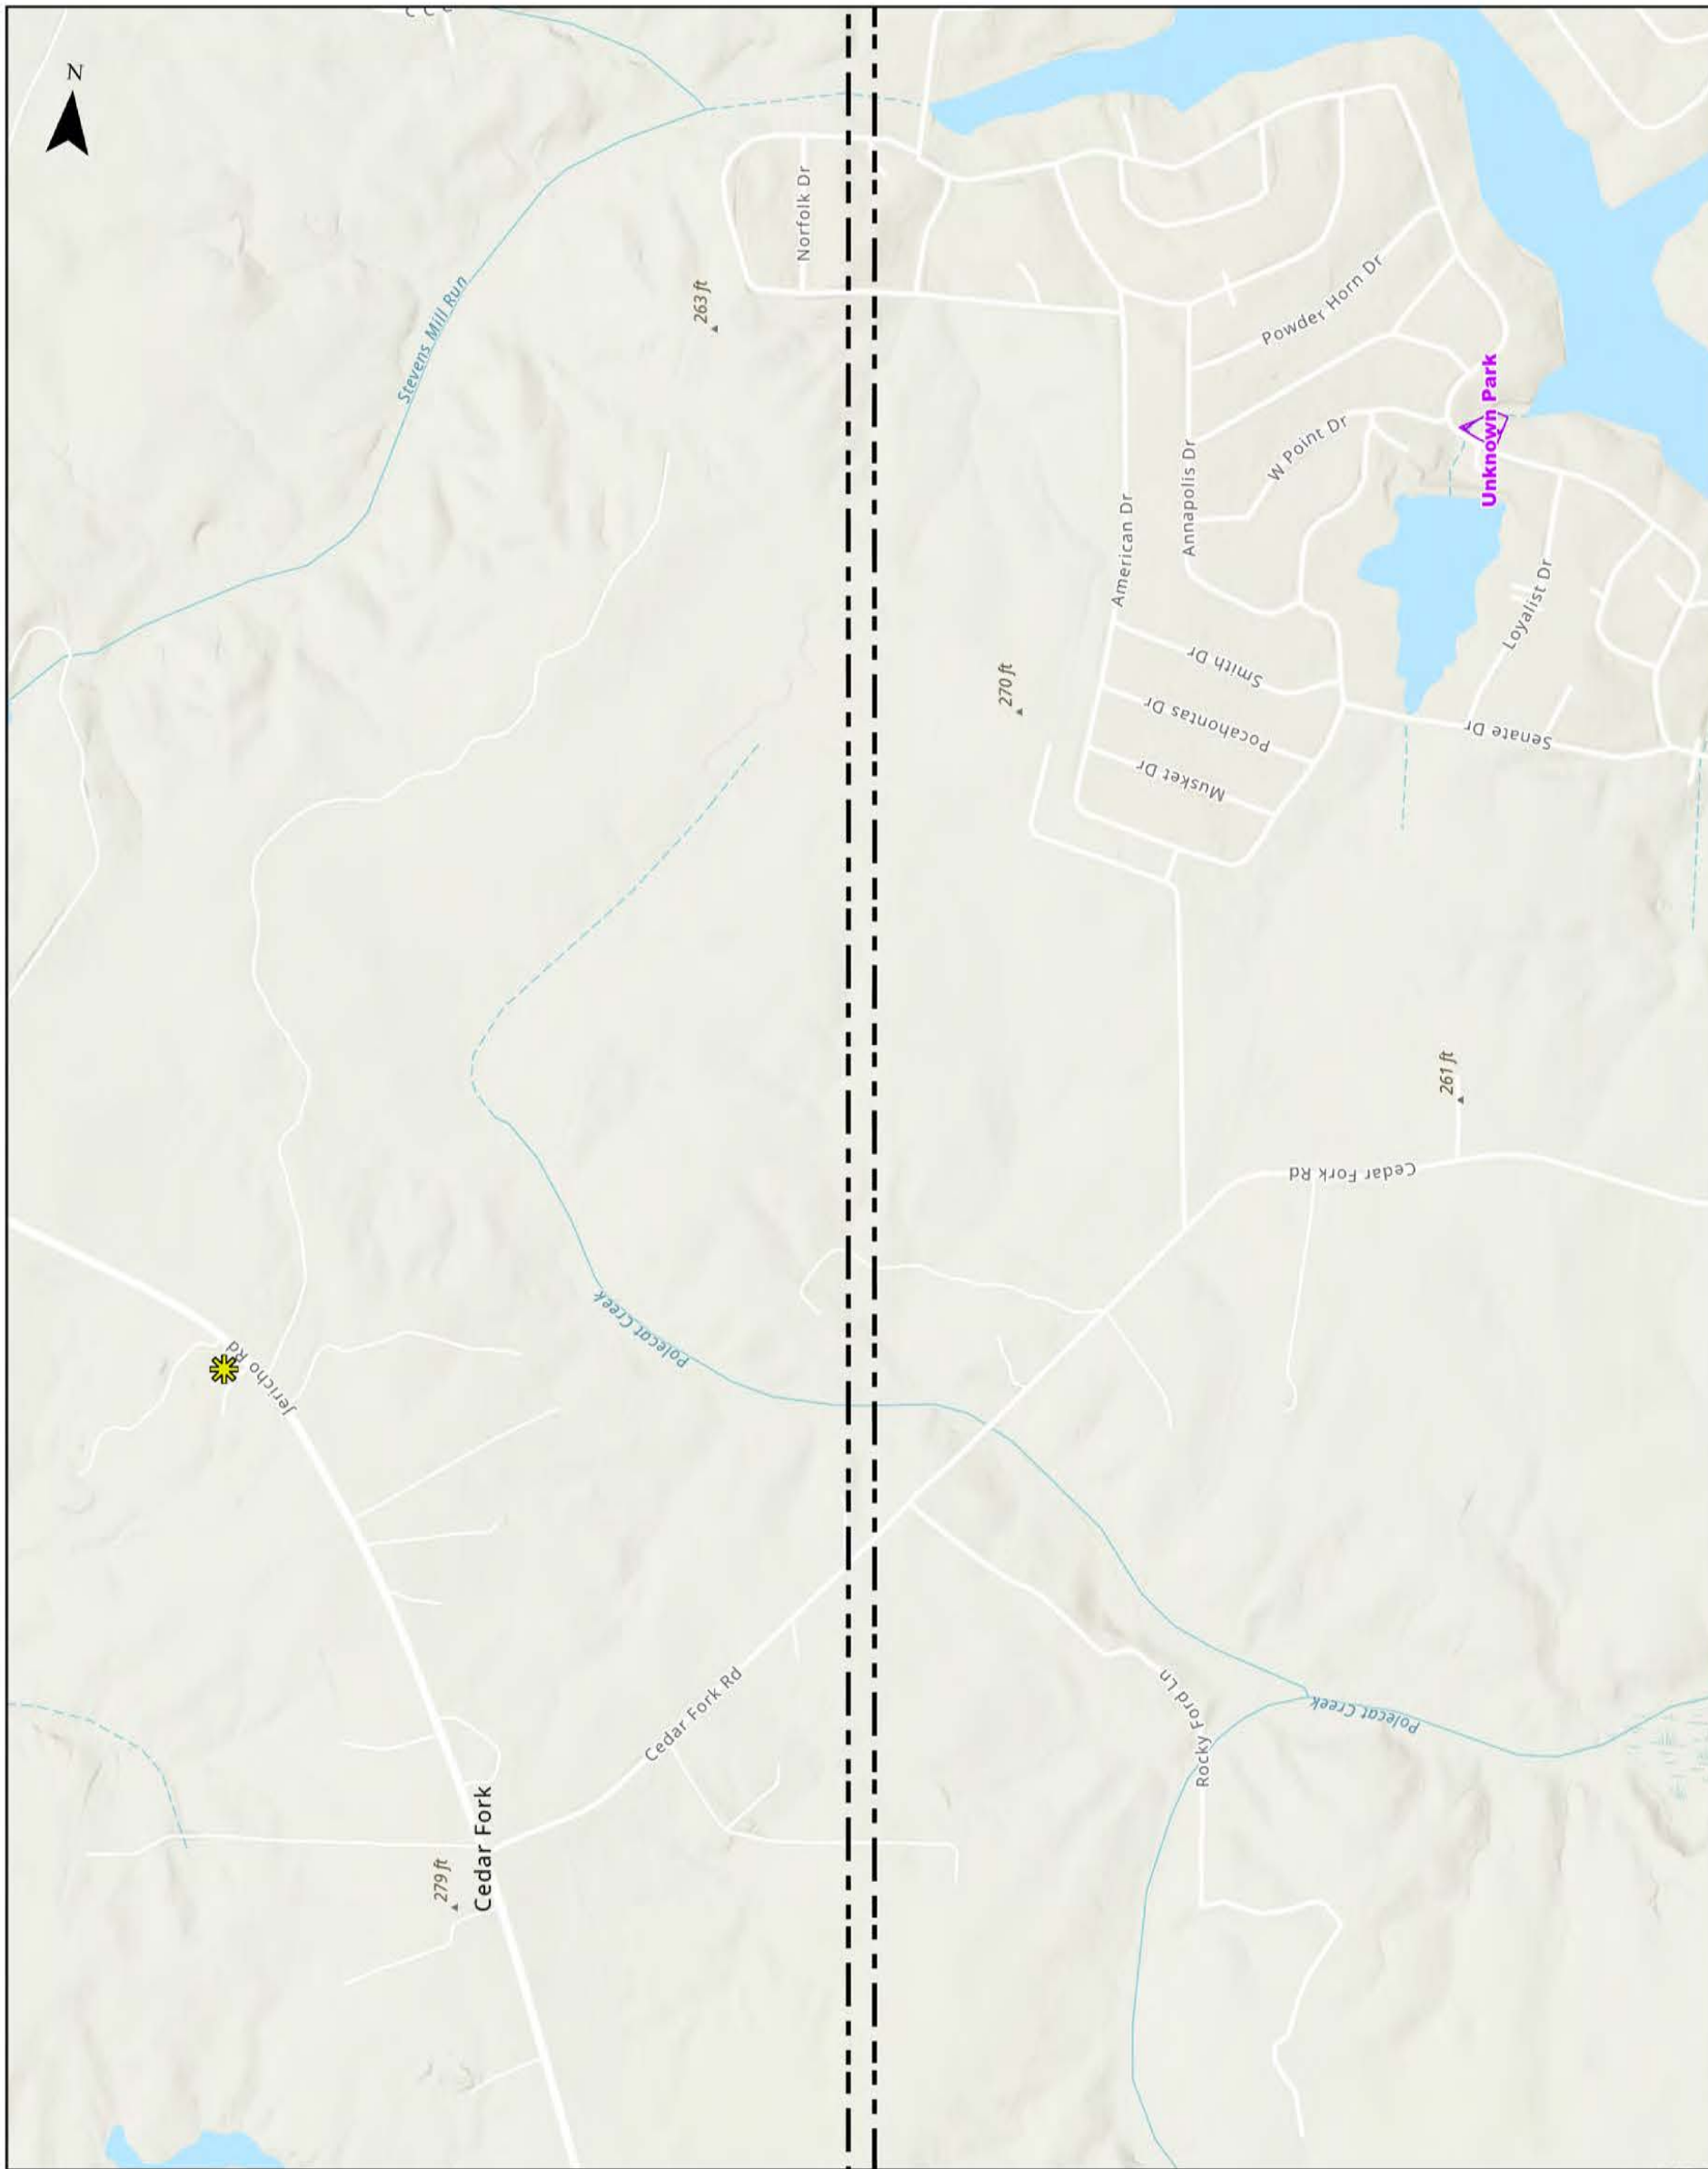 N
Stevens Mill Run
263 ft
Norfolk Dr
Powder Horn Dr
Unknown Park
W Point Dr
Annapolis Dr
American Dr
Loyalist Dr
270 ft
Smith Dr
Pocahontas Dr
Senate Dr
Musket Dr
261 ft
Cedar Fork Rd
Polecat Creek
Jericho Rd
Cedar Fork Rd
Rocky Ford Ln
Polecat Creek
Cedar Fork
279 ft